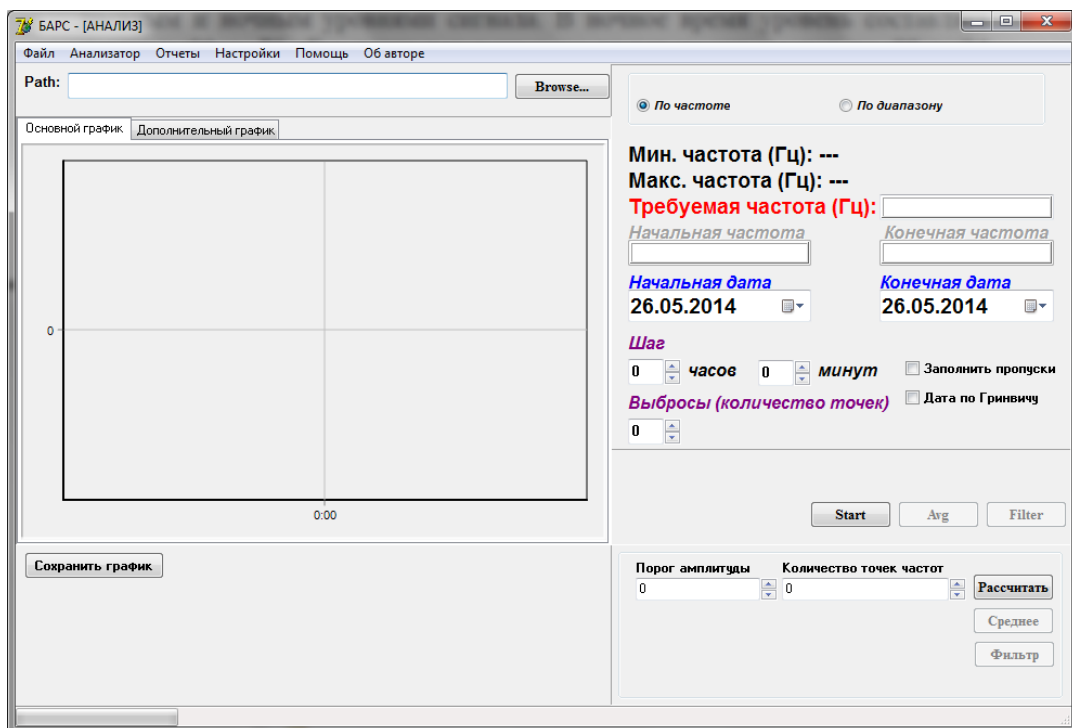 БАРС - [АНАЛИЗ]
Файл Анализатор Отчеты Настройки Помощь Об авторе
Path: Browse...
Основной график Дополнительный график
0
0:00
Сохранить график
По частоте По диапазону
Мин. частота (Гц): ---
Макс. частота (Гц): ---
Требуемая частота (Гц):
Начальная частота Конечная частота
Начальная дата Конечная дата
26.05.2014 26.05.2014
Шаг
0 часов 0 минут Заполнить пропуски
Выбросы (количество точек) Дата по Гринвичу
0
Start Avg Filter
Порог амплитуды Количество точек частот
0 0 Рассчитать
Среднее
Фильтр